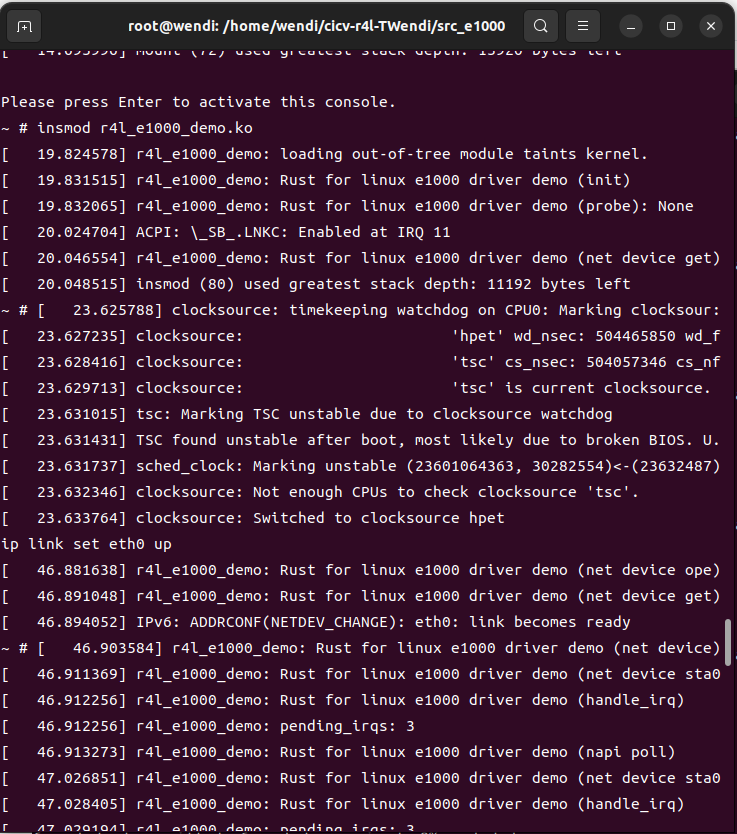 root@wendi: /home/wendi/cicv-r4l-TWendi/src_e1000
[   14.693996] Mount (72) used greatest stack depth: 13920 bytes left
Please press Enter to activate this console.
~ # insmod r4l_e1000_demo.ko
[   19.824578] r4l_e1000_demo: loading out-of-tree module taints kernel.
[   19.831515] r4l_e1000_demo: Rust for linux e1000 driver demo (init)
[   19.832065] r4l_e1000_demo: Rust for linux e1000 driver demo (probe): None
[   20.024704] ACPI: \_SB_.LNKC: Enabled at IRQ 11
[   20.046554] r4l_e1000_demo: Rust for linux e1000 driver demo (net device get)
[   20.048515] insmod (80) used greatest stack depth: 11192 bytes left
~ # [   23.625788] clocksource: timekeeping watchdog on CPU0: Marking clocksour:
[   23.627235] clocksource:                       'hpet' wd_nsec: 504465850 wd_f
[   23.628416] clocksource:                       'tsc' cs_nsec: 504057346 cs_nf
[   23.629713] clocksource:                       'tsc' is current clocksource.
[   23.631015] tsc: Marking TSC unstable due to clocksource watchdog
[   23.631431] TSC found unstable after boot, most likely due to broken BIOS. U.
[   23.631737] sched_clock: Marking unstable (23601064363, 30282554)<-(23632487)
[   23.632346] clocksource: Not enough CPUs to check clocksource 'tsc'.
[   23.633764] clocksource: Switched to clocksource hpet
ip link set eth0 up
[   46.881638] r4l_e1000_demo: Rust for linux e1000 driver demo (net device ope)
[   46.891048] r4l_e1000_demo: Rust for linux e1000 driver demo (net device get)
[   46.894052] IPv6: ADDRCONF(NETDEV_CHANGE): eth0: link becomes ready
~ # [   46.903584] r4l_e1000_demo: Rust for linux e1000 driver demo (net device)
[   46.911369] r4l_e1000_demo: Rust for linux e1000 driver demo (net device sta0
[   46.912256] r4l_e1000_demo: Rust for linux e1000 driver demo (handle_irq)
[   46.912256] r4l_e1000_demo: pending_irqs: 3
[   46.913273] r4l_e1000_demo: Rust for linux e1000 driver demo (napi poll)
[   47.026851] r4l_e1000_demo: Rust for linux e1000 driver demo (net device sta0
[   47.028405] r4l_e1000_demo: Rust for linux e1000 driver demo (handle_irq)
[   47.029194] r4l_e1000_demo: pending_irqs: 3